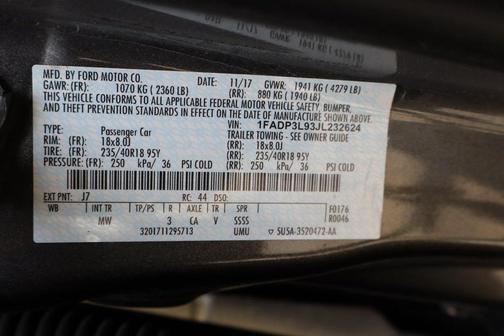 MFD. BY FORD MOTOR CO.
11/17 GVWR: 1941 KG ( 4279 LB)
GAWR: (FR): 1070 KG ( 2360 LB) (RR): 880 KG ( 1940 LB)
THIS VEHICLE CONFORMS TO ALL APPLICABLE FEDERAL MOTOR VEHICLE SAFETY, BUMPER,
AND THEFT PREVENTION STANDARDS IN EFFECT ON THE DATE OF MANUFACTURE SHOWN ABOVE.
VIN: 1FADP3L93JL232624
TYPE: Passenger Car TRAILER TOWING - SEE OWNER GUIDE
RIM: (FR): 18x8.0J (RR): 18x8.0J
TIRE: (FR): 235/40R18 95Y (RR): 235/40R18 95Y
PRESSURE: (FR): 250 kPa/ 36 PSI COLD (RR): 250 kPa/ 36 PSI COLD
EXT PNT: J7 RC: 44 DSO:
WB INT TR TP/PS R AXLE TR SPR F0176
MW 3 CA V SSSS R0046
3201711295713 UMU ▽ 5U5A-3520472-AA